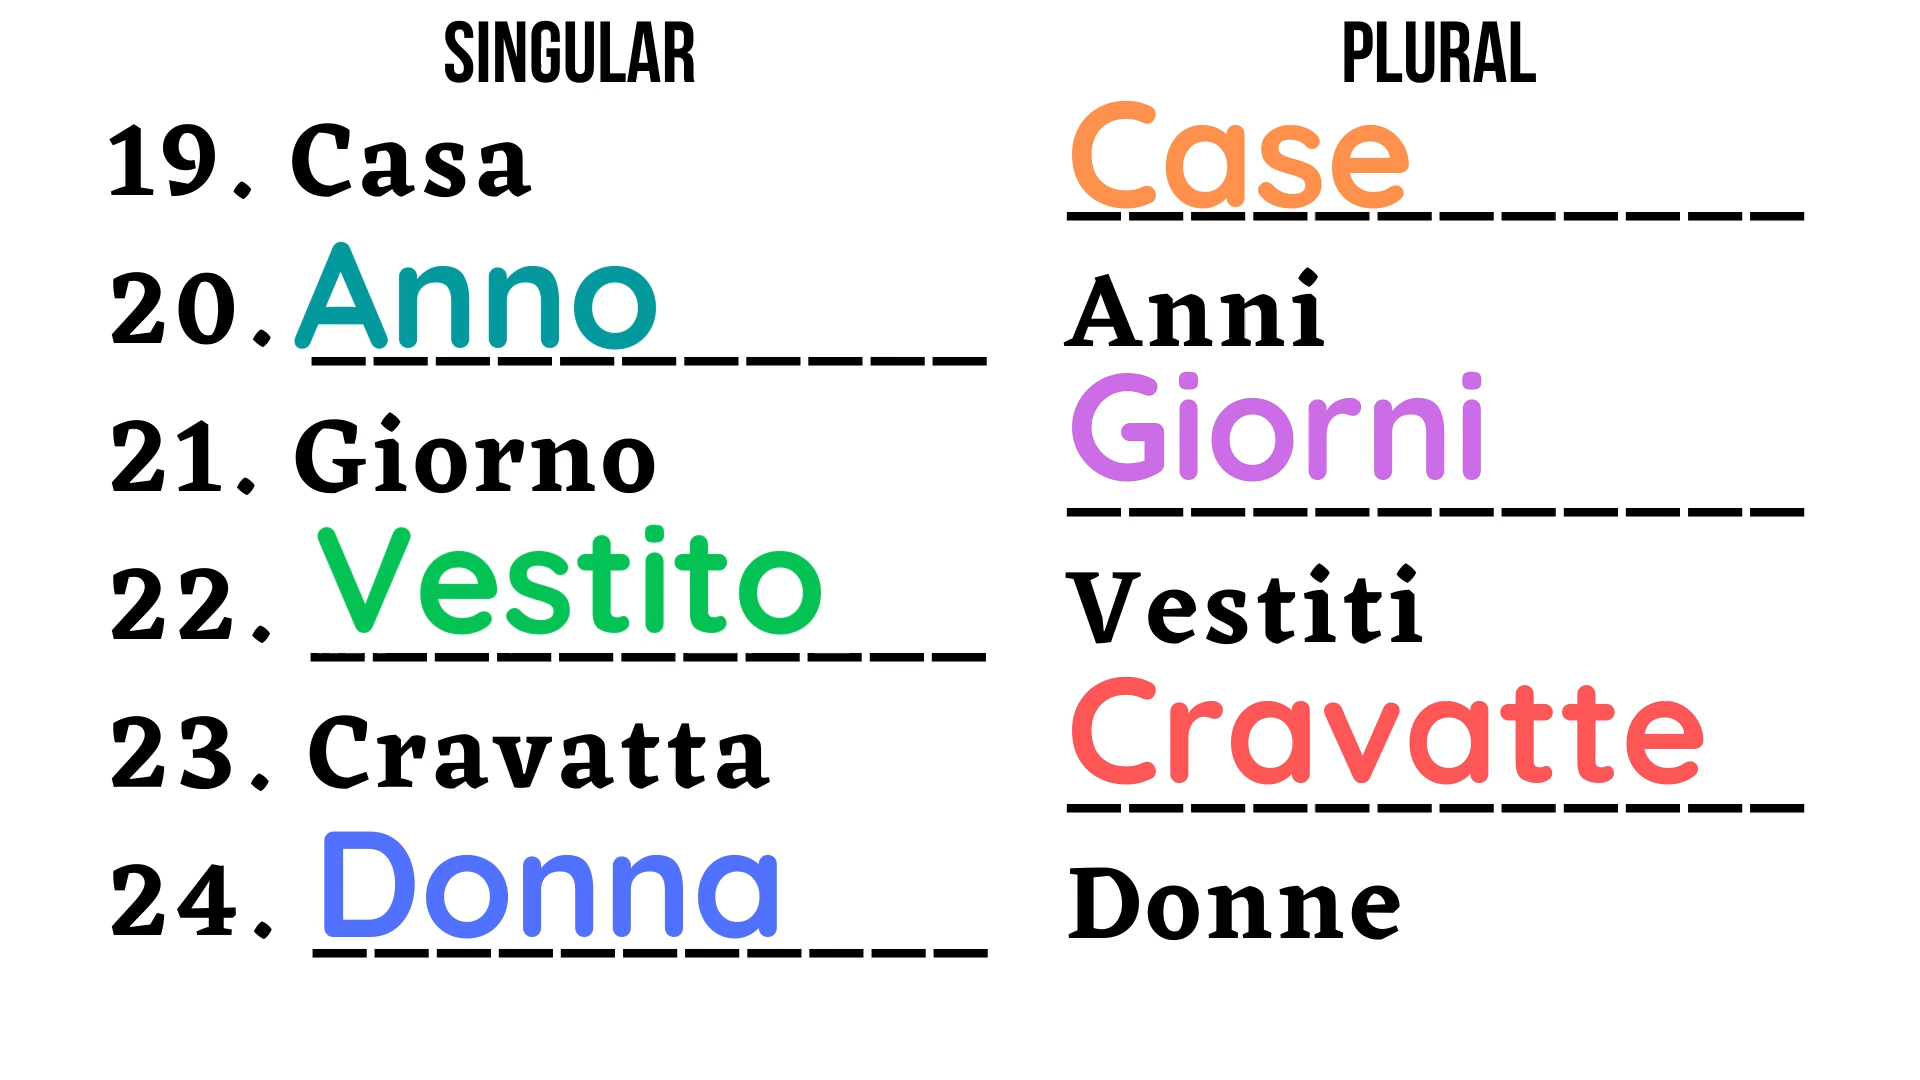 SINGULAR PLURAL
19. Casa Case
20. Anno Anni
21. Giorno Giorni
22. Vestito Vestiti
23. Cravatta Cravatte
24. Donna Donne